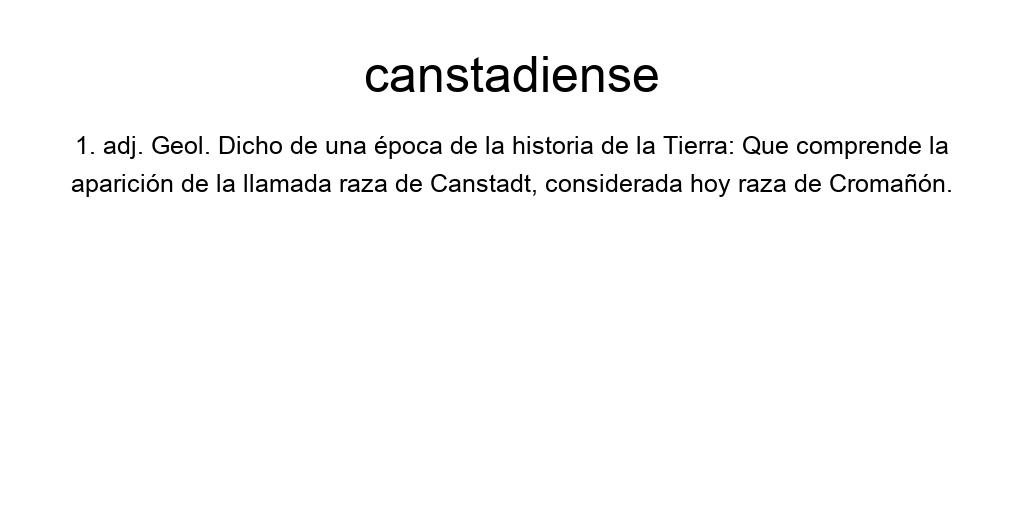 canstadiense
1. adj. Geol. Dicho de una época de la historia de la Tierra: Que comprende la
aparición de la llamada raza de Canstadt, considerada hoy raza de Cromañón.